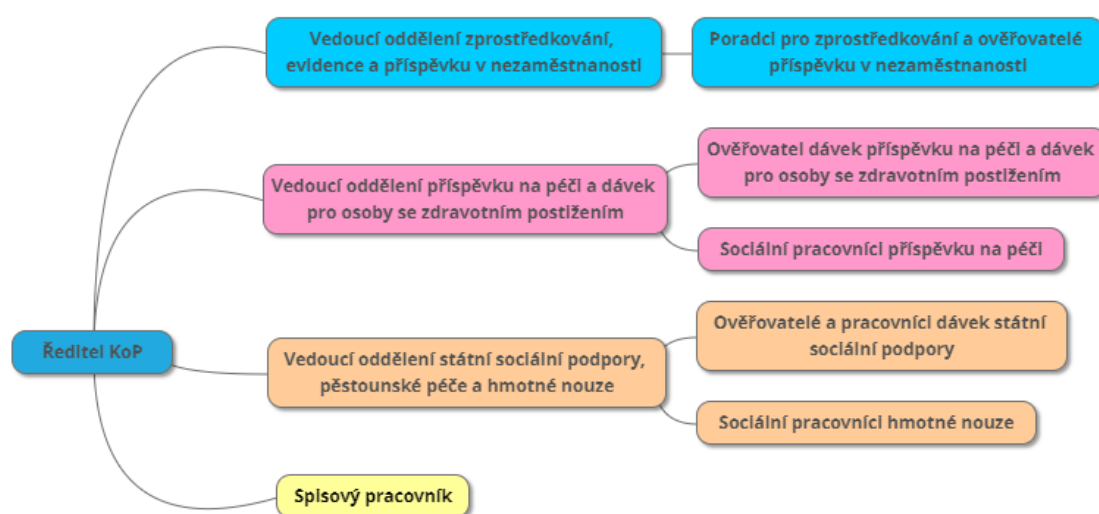 Vedoucí oddělení zprostředkování,
evidence a příspěvku v nezaměstnanosti
Poradci pro zprostředkování a ověřovatelé
příspěvku v nezaměstnanosti
Vedoucí oddělení příspěvku na péči a dávek
pro osoby se zdravotním postižením
Ověřovatel dávek příspěvku na péči a dávek
pro osoby se zdravotním postižením
Sociální pracovníci příspěvku na péči
Ředitel KoP
Vedoucí oddělení státní sociální podpory,
pěstounské péče a hmotné nouze
Ověřovatelé a pracovníci dávek státní
sociální podpory
Sociální pracovníci hmotné nouze
Spisový pracovník